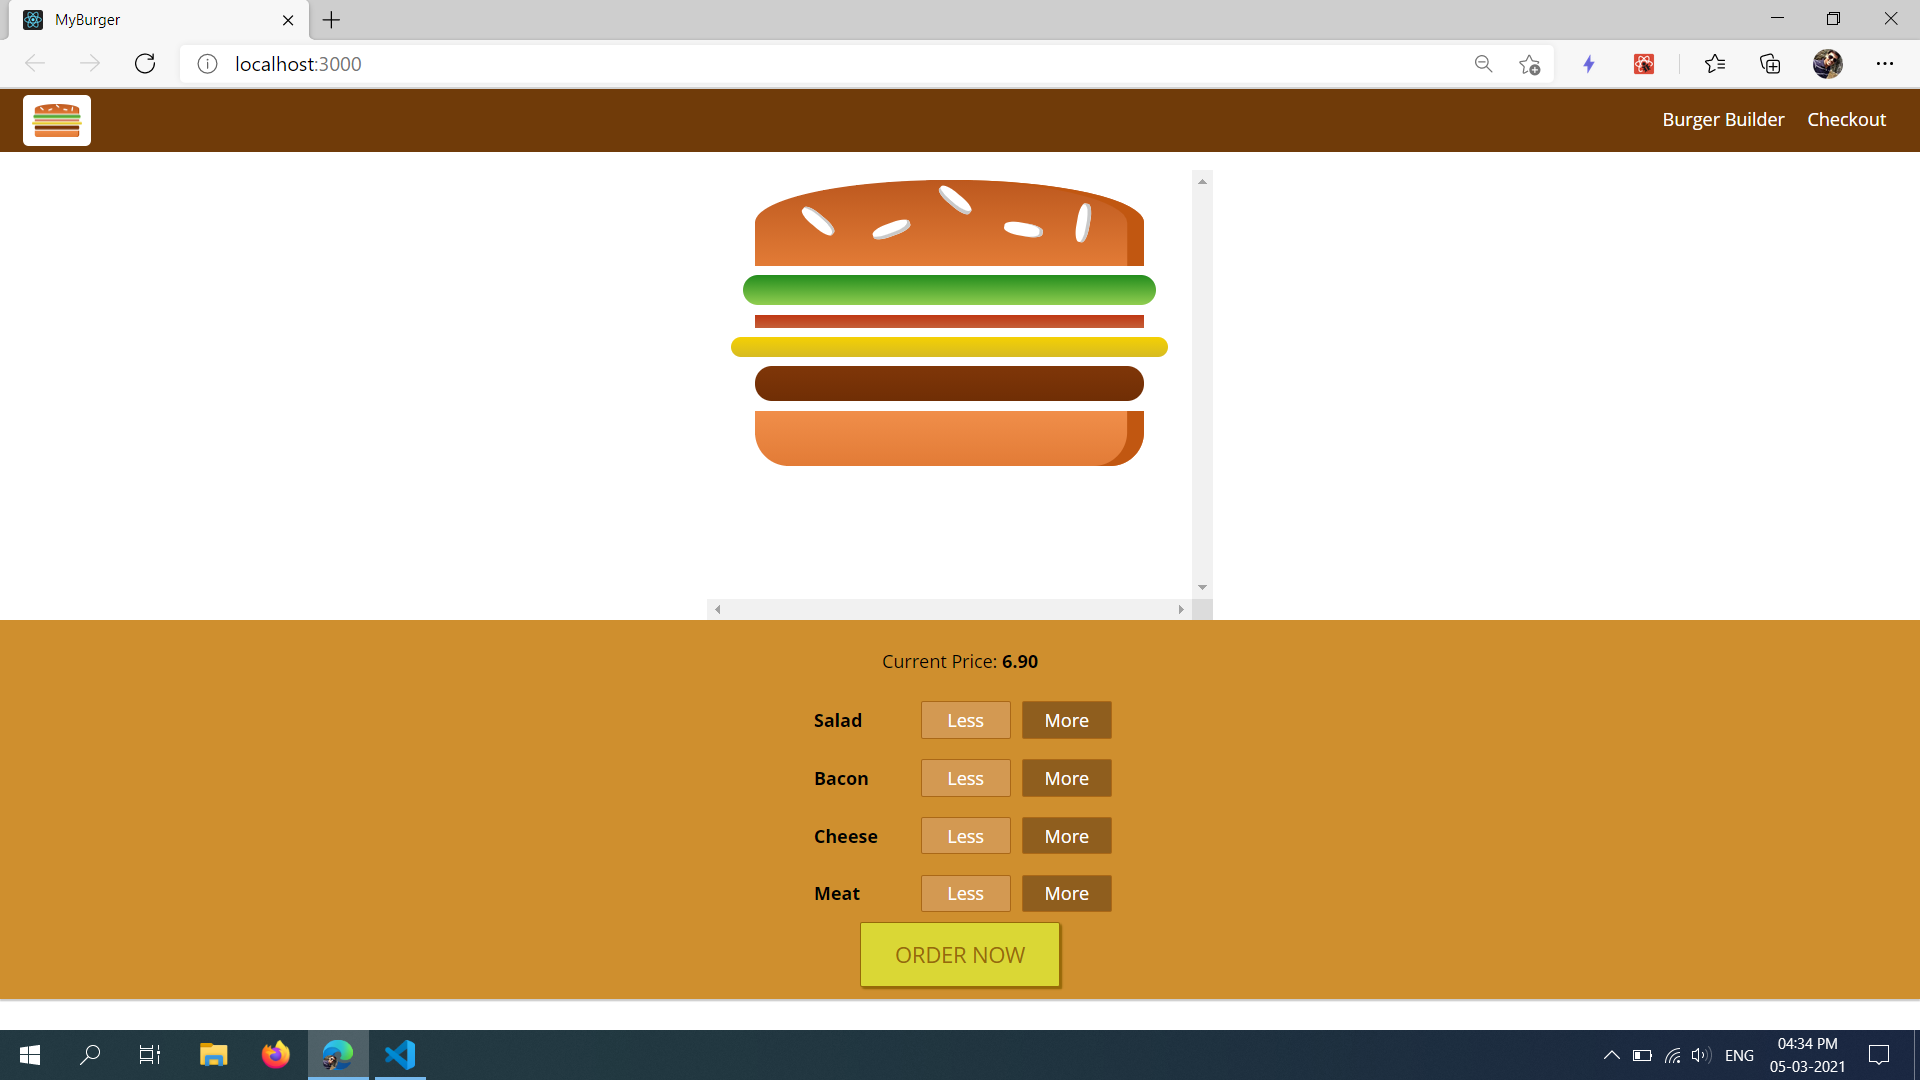 MyBurger
localhost:3000
Burger Builder Checkout
Current Price: 6.90
Salad Less More
Bacon Less More
Cheese Less More
Meat Less More
ORDER NOW
ENG
04:34 PM
05-03-2021